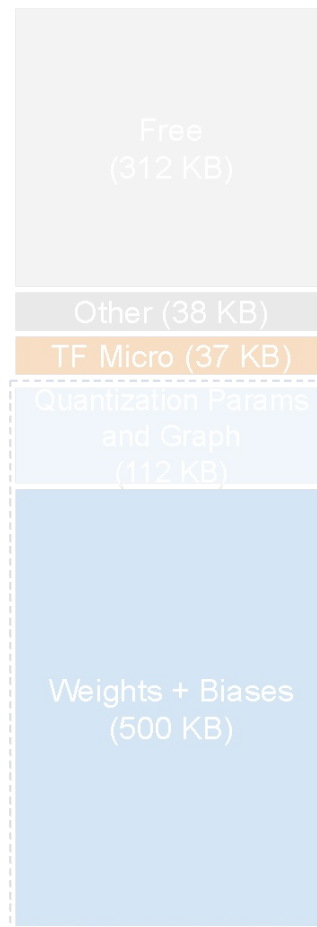 Free
(312 KB)
Other (38 KB)
TF Micro (37 KB)
Quantization Params
and Graph
(112 KB)
Weights + Biases
(500 KB)